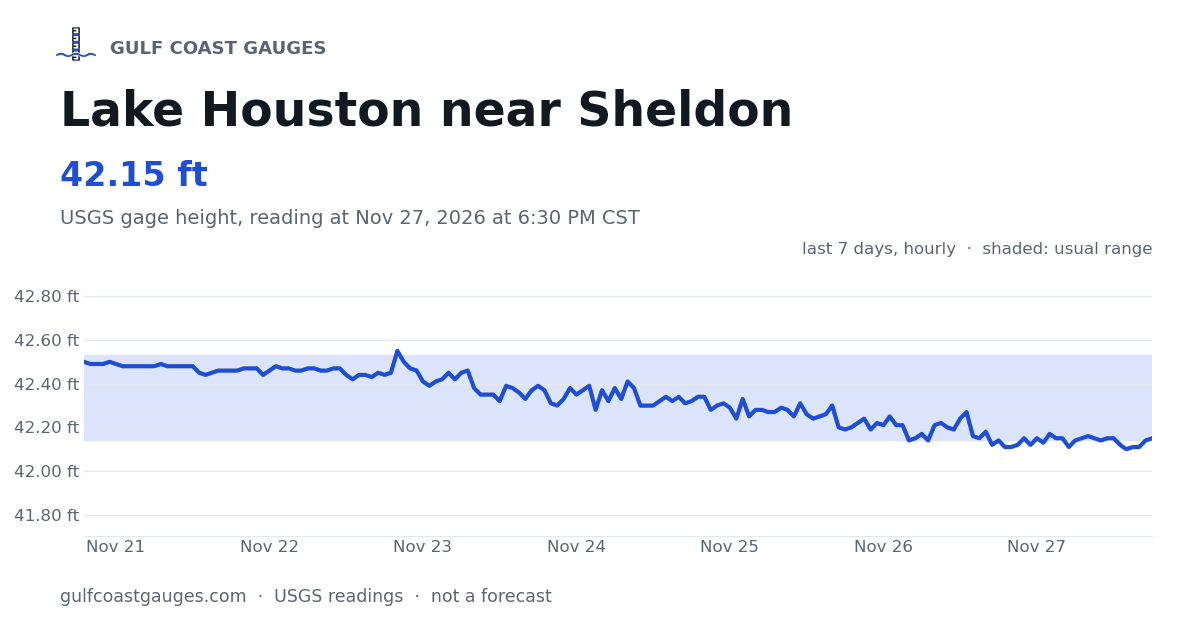 GULF COAST GAUGES
Lake Houston near Sheldon
42.15 ft
USGS gage height, reading at Nov 27, 2026 at 6:30 PM CST
last 7 days, hourly · shaded: usual range
42.80 ft
42.60 ft
42.40 ft
42.20 ft
42.00 ft
41.80 ft
Nov 21 Nov 22 Nov 23 Nov 24 Nov 25 Nov 26 Nov 27
gulfcoastgauges.com · USGS readings · not a forecast